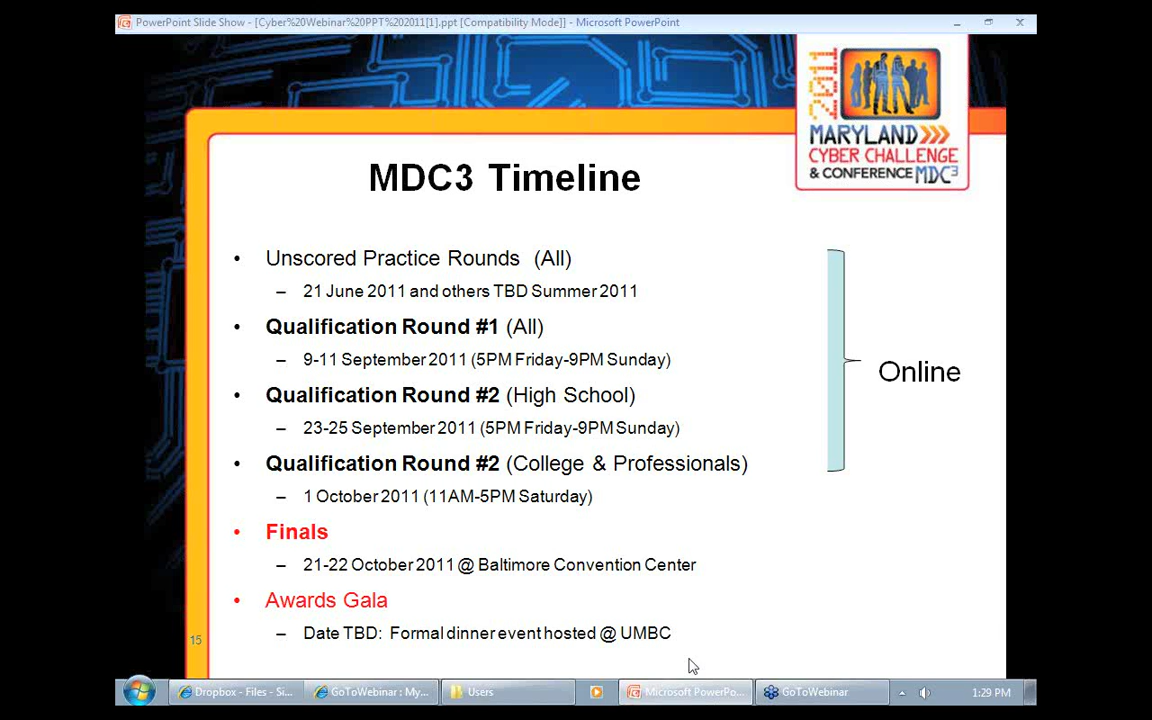 PowerPoint Slide Show - [Cyber%20Webinar%20PPT%202011[1].ppt [Compatibility Mode]] - Microsoft PowerPoint
2011
MARYLAND >>>
CYBER CHALLENGE
& CONFERENCE MDC3
MDC3 Timeline
• Unscored Practice Rounds (All)
– 21 June 2011 and others TBD Summer 2011
• Qualification Round #1 (All)
– 9-11 September 2011 (5PM Friday-9PM Sunday)
• Qualification Round #2 (High School)
– 23-25 September 2011 (5PM Friday-9PM Sunday)
• Qualification Round #2 (College & Professionals)
– 1 October 2011 (11AM-5PM Saturday)
Online
• Finals
– 21-22 October 2011 @ Baltimore Convention Center
• Awards Gala
– Date TBD: Formal dinner event hosted @ UMBC
15
Dropbox - Files - Si... GoToWebinar : My... Users Microsoft PowerPo... GoToWebinar 1:29 PM